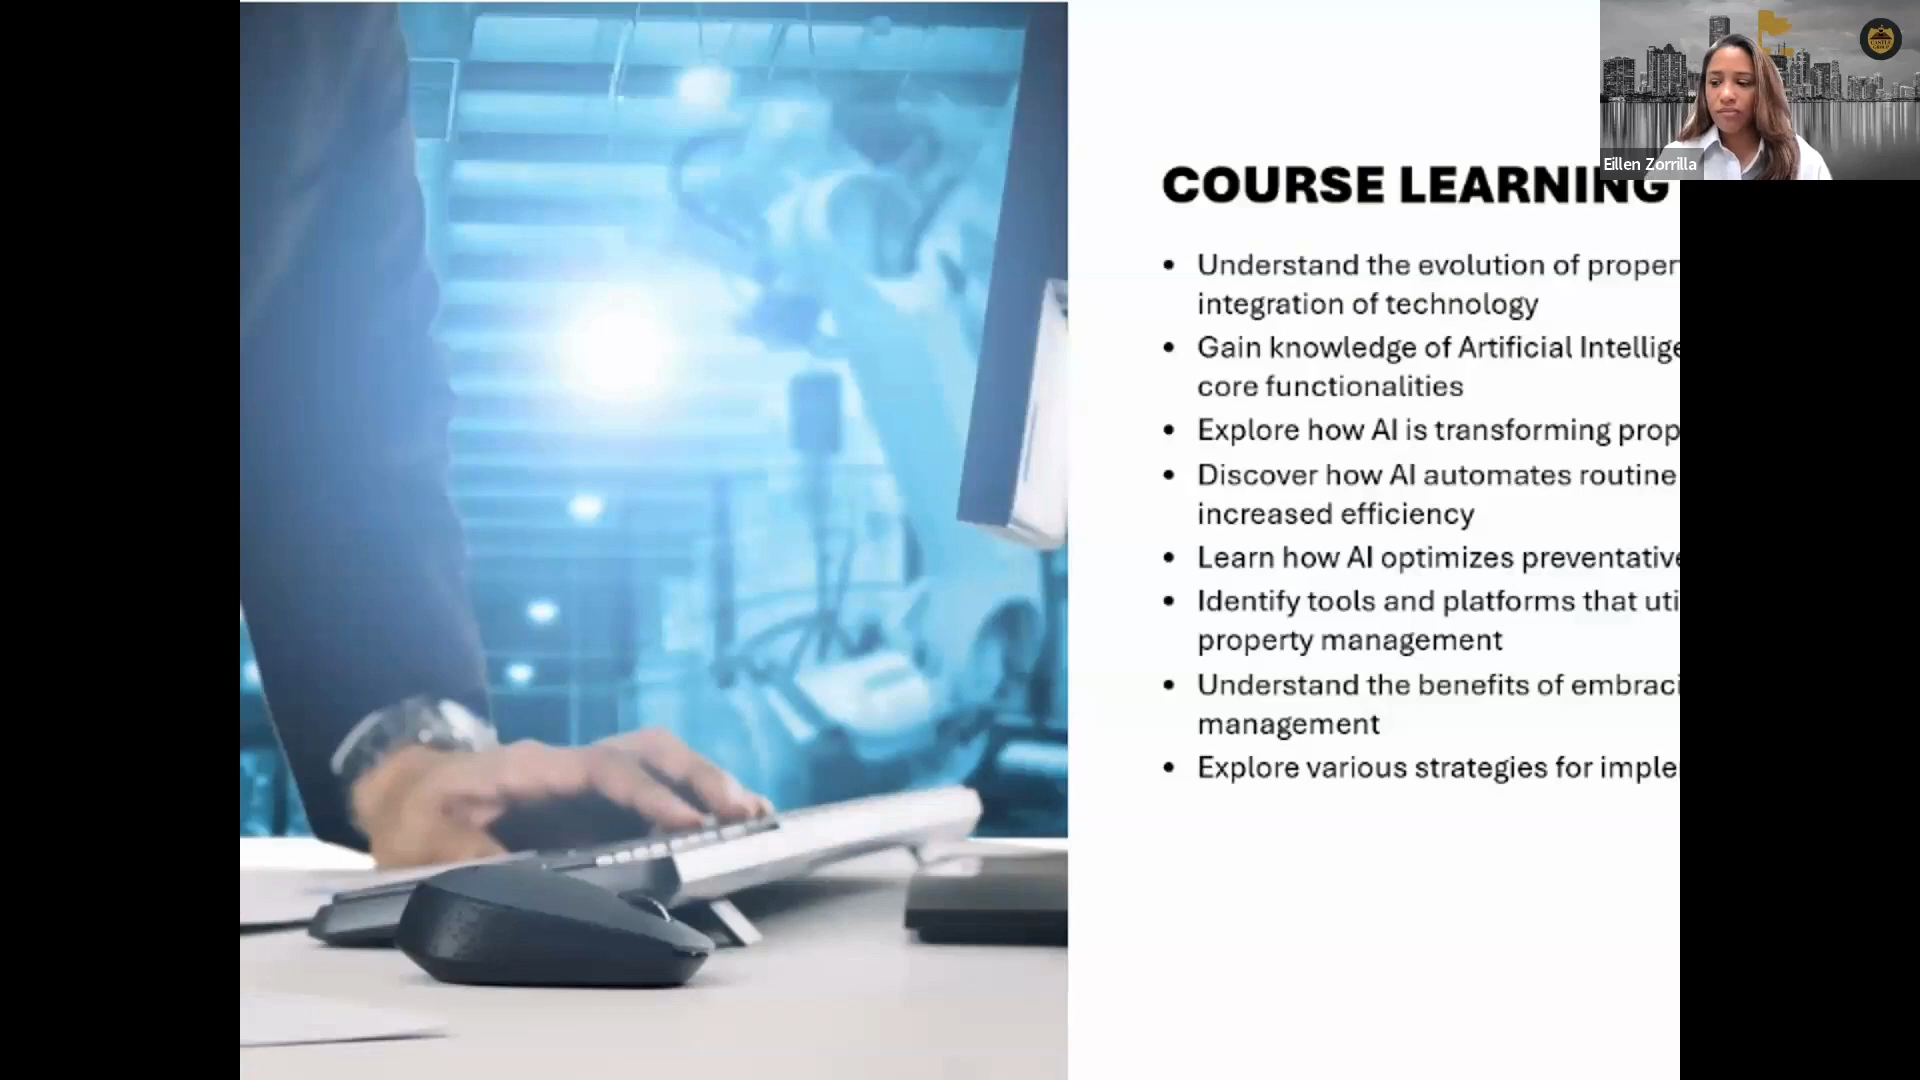 COURSE LEARNING
• Understand the evolution of proper
integration of technology
• Gain knowledge of Artificial Intellige
core functionalities
• Explore how AI is transforming prop
• Discover how AI automates routine
increased efficiency
• Learn how AI optimizes preventative
• Identify tools and platforms that uti
property management
• Understand the benefits of embraci
management
• Explore various strategies for imple
Eillen Zorrilla
CASTLE
GROUP